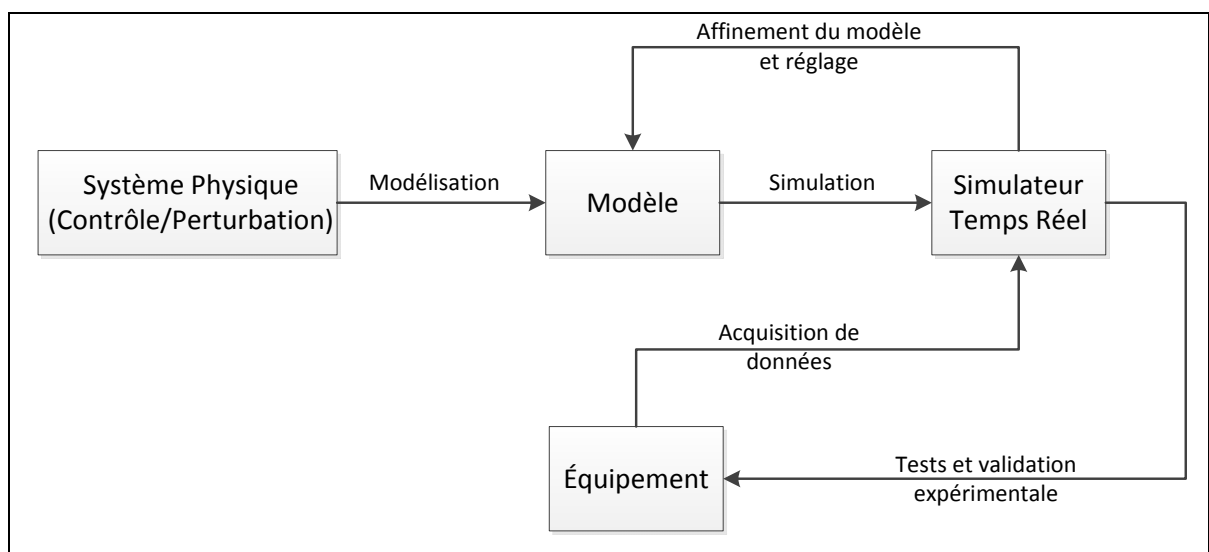 Affinement du modèle
et réglage
Système Physique
(Contrôle/Perturbation)
Modélisation
Modèle
Simulation
Simulateur
Temps Réel
Acquisition de
données
Équipement
Tests et validation
expérimentale